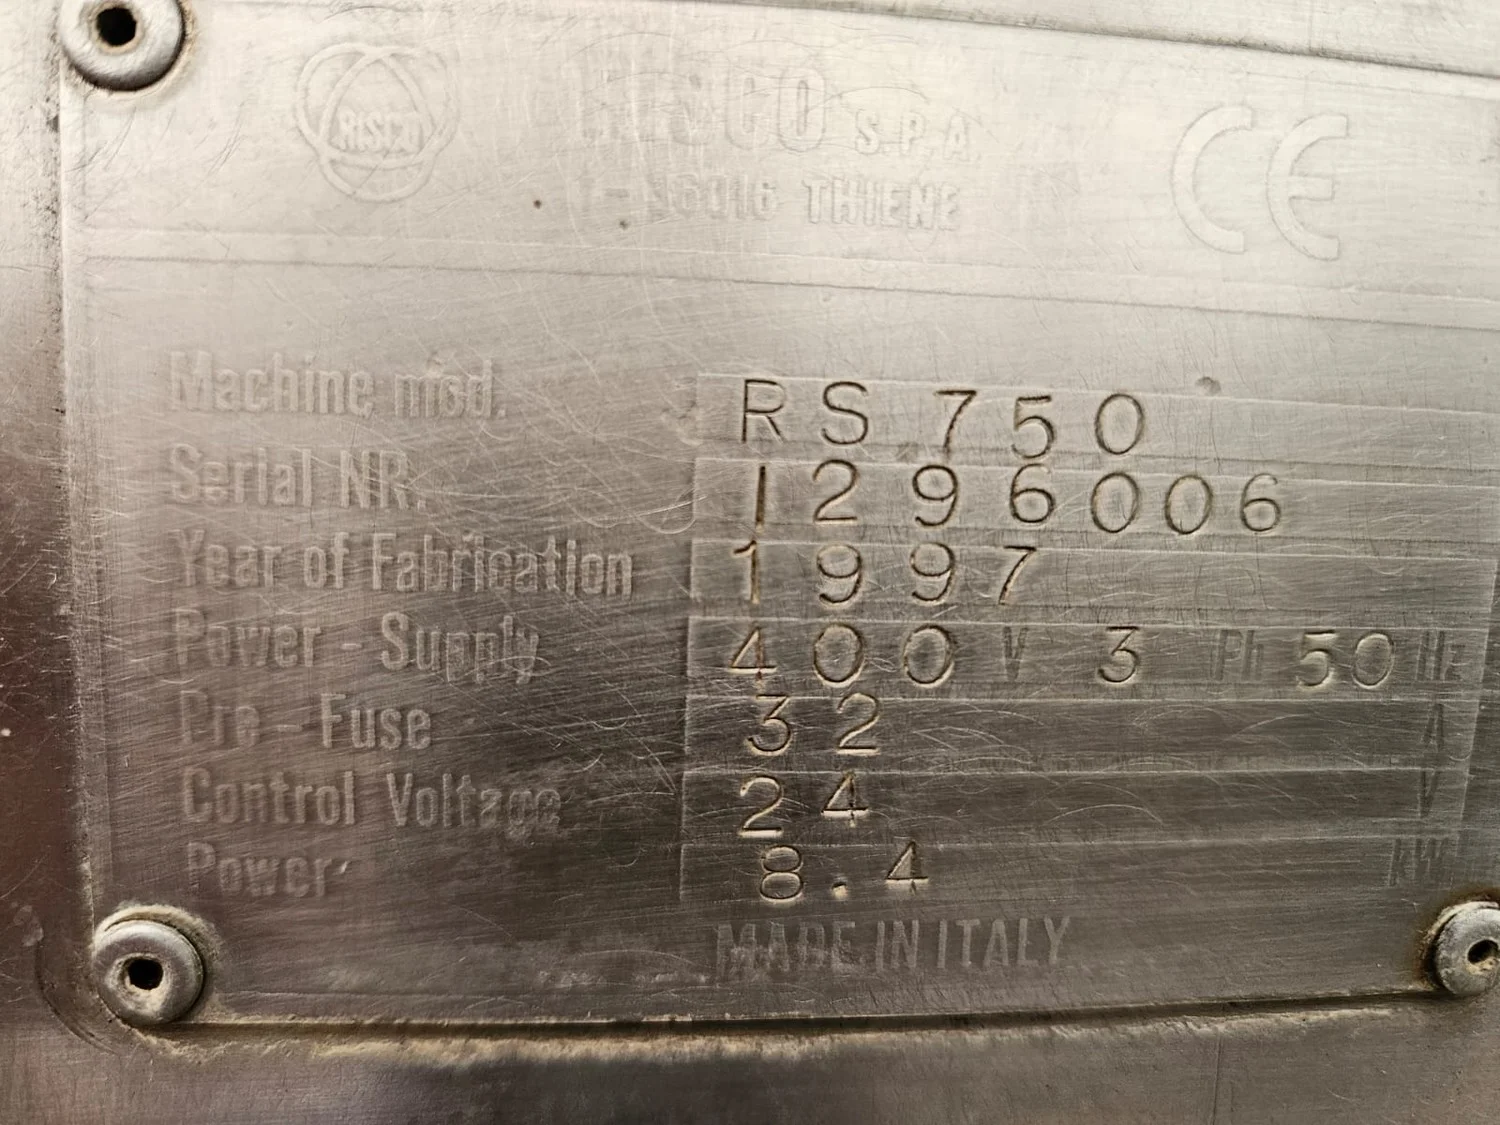 RISCO
RISCO S.P.A
I-36016 THIENE
CE
Machine mod. RS 750
Serial NR. 1296006
Year of Fabrication 1997
Power - Supply 400 V 3 Ph 50 Hz
Pre - Fuse 32 A
Control Voltage 24 V
Power 8.4 kW
MADE IN ITALY